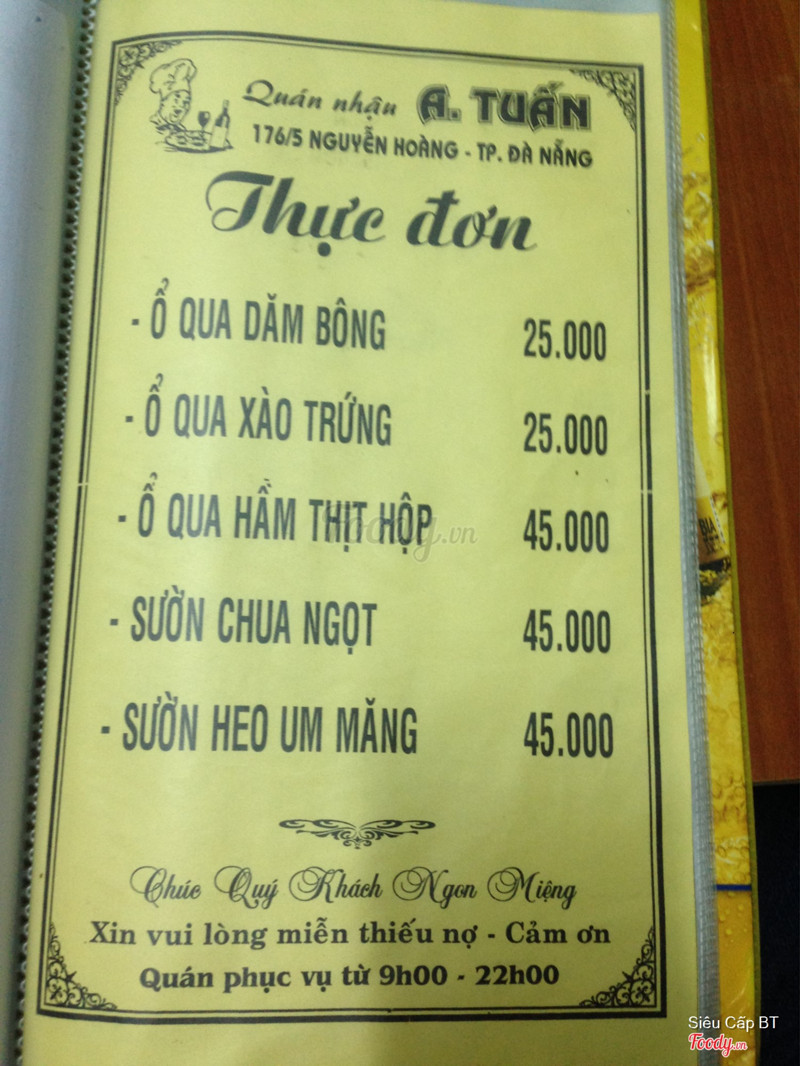 Quán nhậu A. TUẤN
176/5 NGUYỄN HOÀNG - TP. ĐÀ NẴNG
Thực đơn
- Ổ QUA DĂM BÔNG 25.000
- Ổ QUA XÀO TRỨNG 25.000
- Ổ QUA HẦM THỊT HỘP 45.000
Foody.vn
- SƯỜN CHUA NGỌT 45.000
- SƯỜN HEO UM MĂNG 45.000
Chúc Quý Khách Ngon Miệng
Xin vui lòng miễn thiếu nợ - Cảm ơn
Quán phục vụ từ 9h00 - 22h00
Siêu Cấp BT
Foody.vn